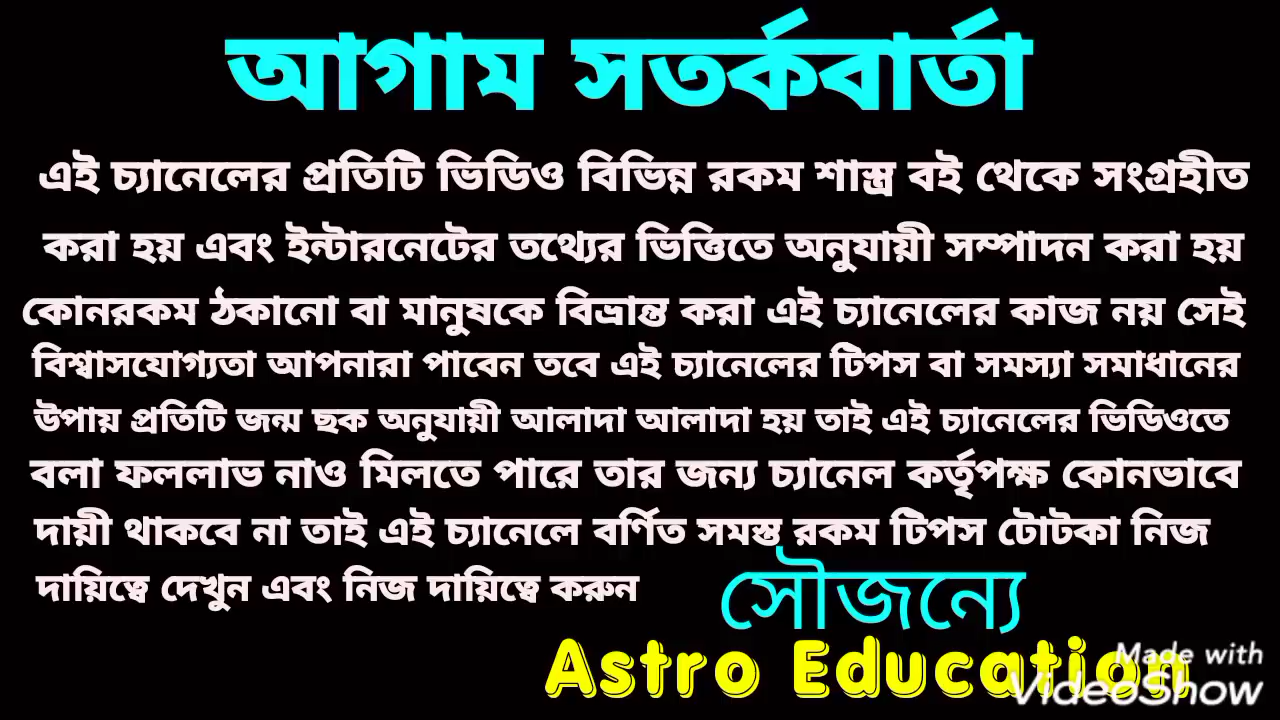 আগাম সতর্কবার্তা
এই চ্যানেলের প্রতিটি ভিডিও বিভিন্ন রকম শাস্ত্র বই থেকে সংগ্রহীত
করা হয় এবং ইন্টারনেটের তথ্যের ভিত্তিতে অনুযায়ী সম্পাদন করা হয়
কোনরকম ঠকানো বা মানুষকে বিভ্রান্ত করা এই চ্যানেলের কাজ নয় সেই
বিশ্বাসযোগ্যতা আপনারা পাবেন তবে এই চ্যানেলের টিপস বা সমস্যা সমাধানের
উপায় প্রতিটি জন্ম ছক অনুযায়ী আলাদা আলাদা হয় তাই এই চ্যানেলের ভিডিওতে
বলা ফললাভ নাও মিলতে পারে তার জন্য চ্যানেল কর্তৃপক্ষ কোনভাবে
দায়ী থাকবে না তাই এই চ্যানেলে বর্ণিত সমস্ত রকম টিপস টোটকা নিজ
দায়িত্বে দেখুন এবং নিজ দায়িত্বে করুন
সৌজন্যে
Astro Education
Made with
VideoShow